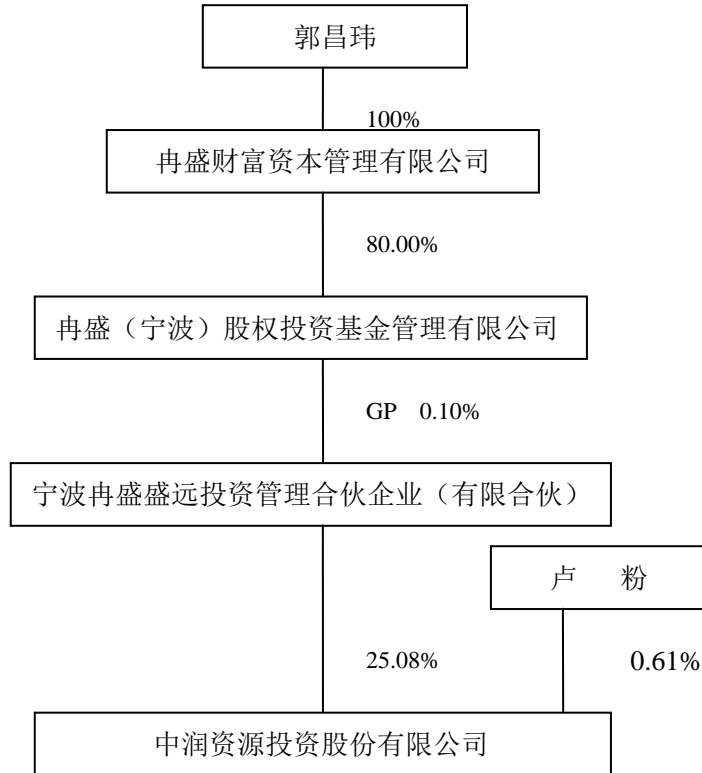 郭昌玮
100%
冉盛财富资本管理有限公司
80.00%
冉盛（宁波）股权投资基金管理有限公司
GP 0.10%
宁波冉盛盛远投资管理合伙企业（有限合伙）
卢 粉
25.08%
0.61%
中润资源投资股份有限公司